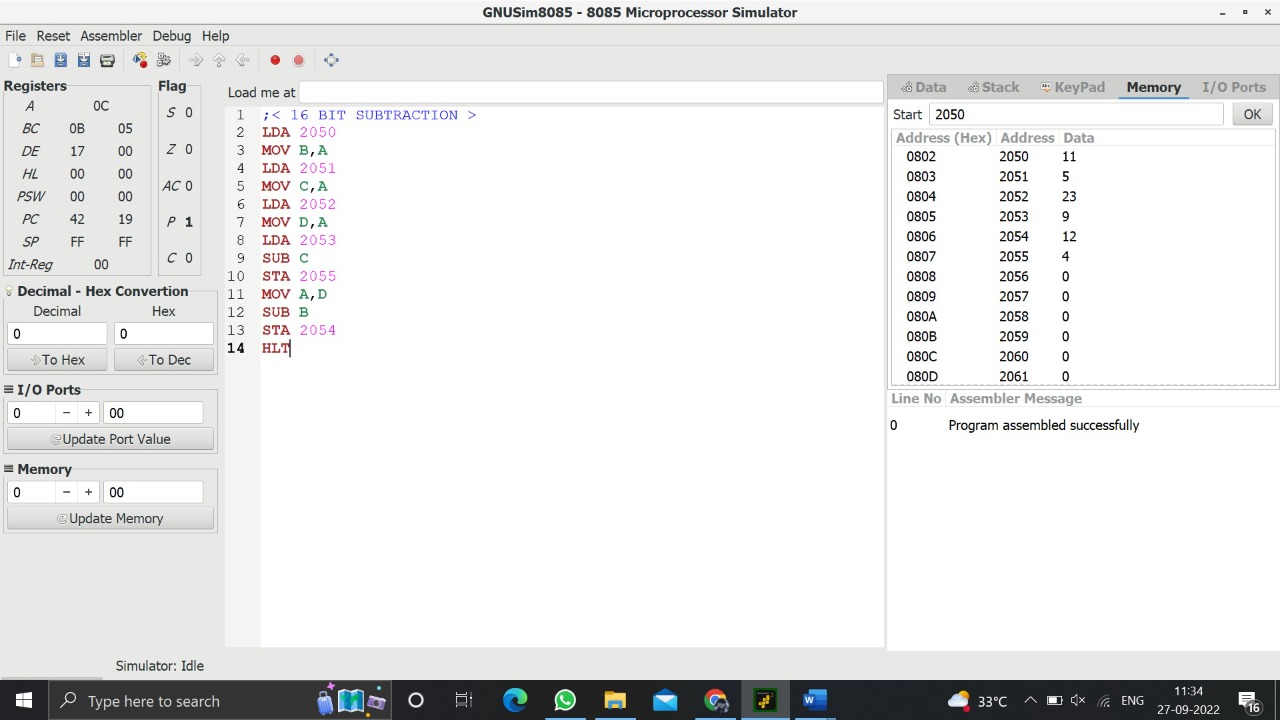 GNUSim8085 - 8085 Microprocessor Simulator
File Reset Assembler Debug Help
Registers
A 0C
BC 0B 05
DE 17 00
HL 00 00
PSW 00 00
PC 42 19
SP FF FF
Int-Reg 00
Flag
S 0
Z 0
AC 0
P 1
C 0
Decimal - Hex Convertion
Decimal Hex
0 0
To Hex To Dec
I/O Ports
0 − + 00
Update Port Value
Memory
0 − + 00
Update Memory
Load me at
1 ;< 16 BIT SUBTRACTION >
2 LDA 2050
3 MOV B,A
4 LDA 2051
5 MOV C,A
6 LDA 2052
7 MOV D,A
8 LDA 2053
9 SUB C
10 STA 2055
11 MOV A,D
12 SUB B
13 STA 2054
14 HLT
Data Stack KeyPad Memory I/O Ports
Start 2050 OK
Address (Hex) Address Data
0802 2050 11
0803 2051 5
0804 2052 23
0805 2053 9
0806 2054 12
0807 2055 4
0808 2056 0
0809 2057 0
080A 2058 0
080B 2059 0
080C 2060 0
080D 2061 0
Line No Assembler Message
0 Program assembled successfully
Simulator: Idle
Type here to search
33°C
ENG
11:34
27-09-2022
16